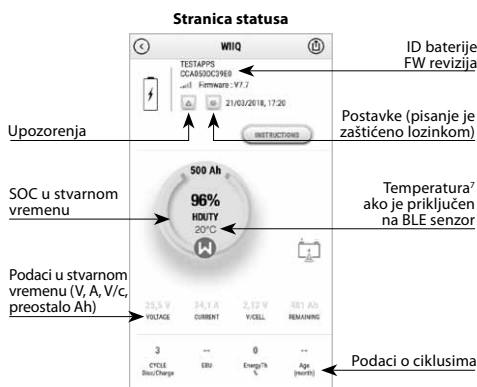 Stranica statusa
WIIQ
TESTAPPS
CCA0500C39E0
Firmware : V7.7
21/03/2018, 17:20
INSTRUCTIONS
ID baterije
FW revizija
Upozorenja
Postavke (pisanje je
zaštićeno lozinkom)
500 Ah
96%
HDUTY
20°C
SOC u stvarnom
vremenu
Temperatura⁷
ako je priključen
na BLE senzor
Podaci u stvarnom
vremenu (V, A, V/c,
preostalo Ah)
25,5 V 24,1 A 2,12 V 481 Ah
VOLTAGE CURRENT V/CELL REMAINING
3 -- 0 --
CYCLE EBU EnergyTh Age
Disc/Charge % (month)
Podaci o ciklusima